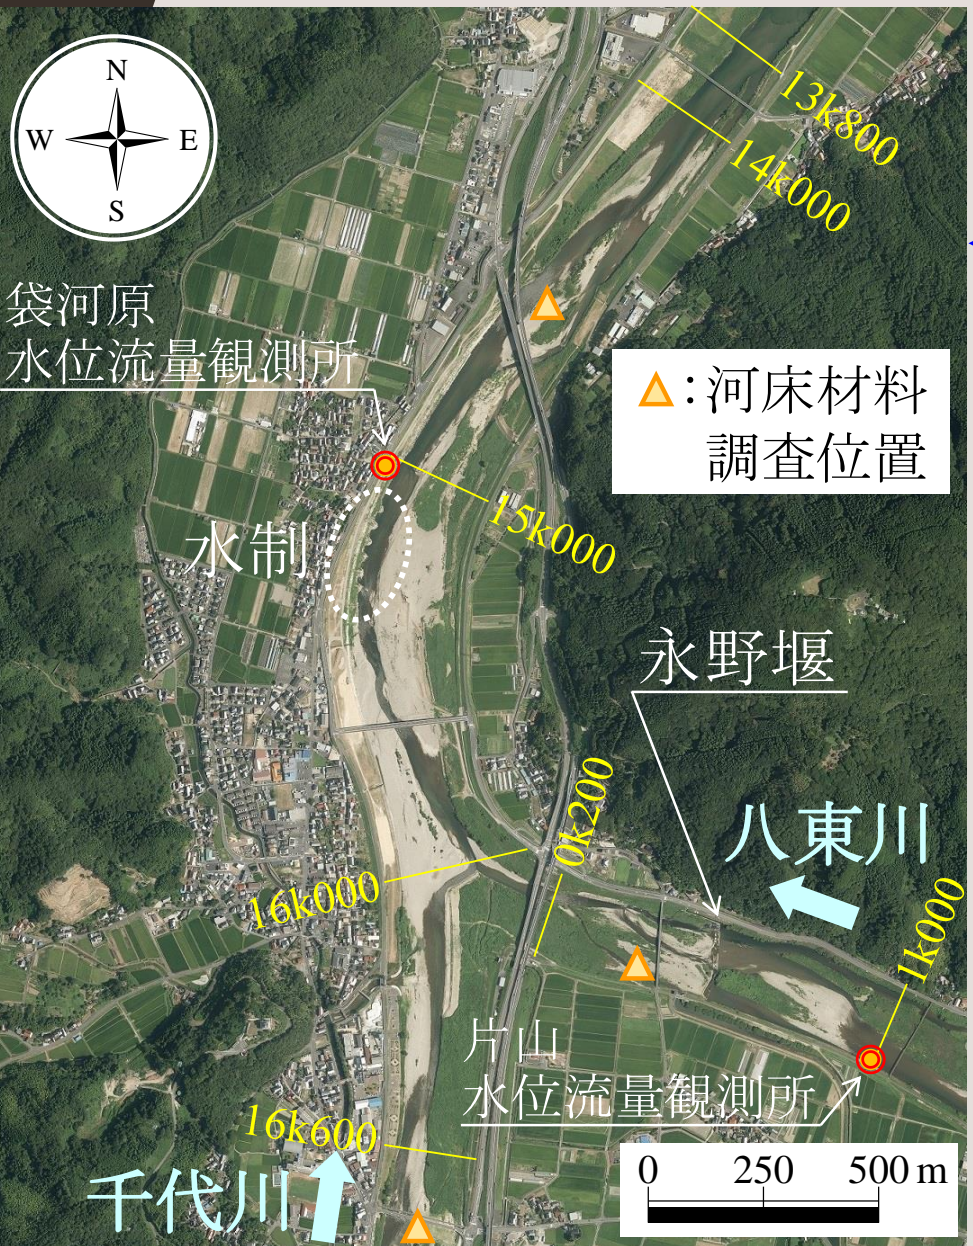 N
W
E
S
13k800
14k000
袋河原
水位流量観測所
▲:河床材料
調査位置
15k000
水制
永野堰
0k200
八東川
16k000
1k000
片山
水位流量観測所
16k600
千代川
0 250 500 m